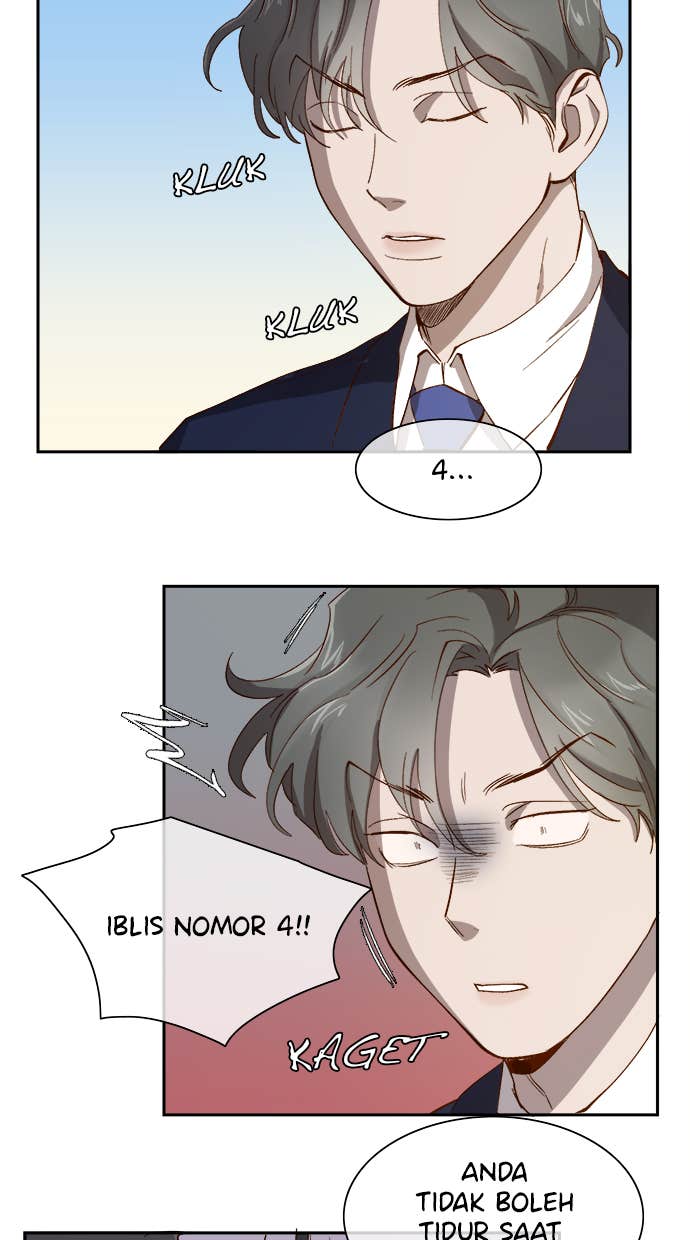 KLUK
KLUK
4...
IBLIS NOMOR 4!!
KAGET
ANDA
TIDAK BOLEH
TIDUR SAAT